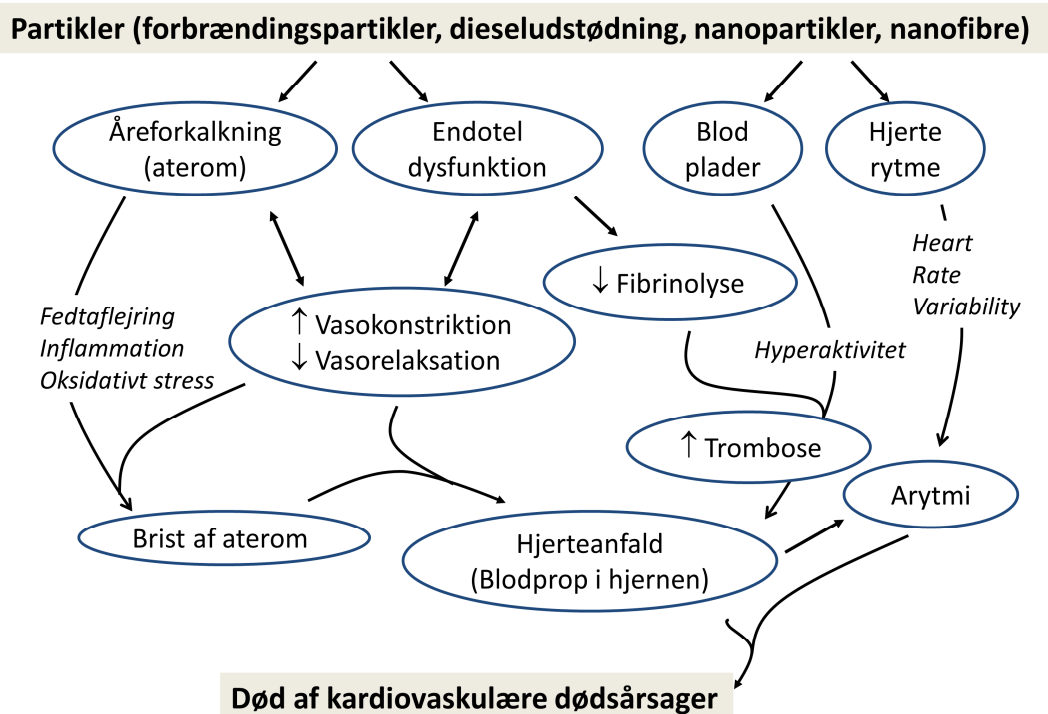 Partikler (forbrændingspartikler, dieseludstødning, nanopartikler, nanofibre)
Åreforkalkning
(aterom)
Endotel
dysfunktion
Blod
plader
Hjerte
rytme
Heart
Rate
Variability
↓ Fibrinolyse
Fedtaflejring
Inflammation
Oksidativt stress
↑ Vasokonstriktion
↓ Vasorelaksation
Hyperaktivitet
↑ Trombose
Arytmi
Brist af aterom
Hjerteanfald
(Blodprop i hjernen)
Død af kardiovaskulære dødsårsager